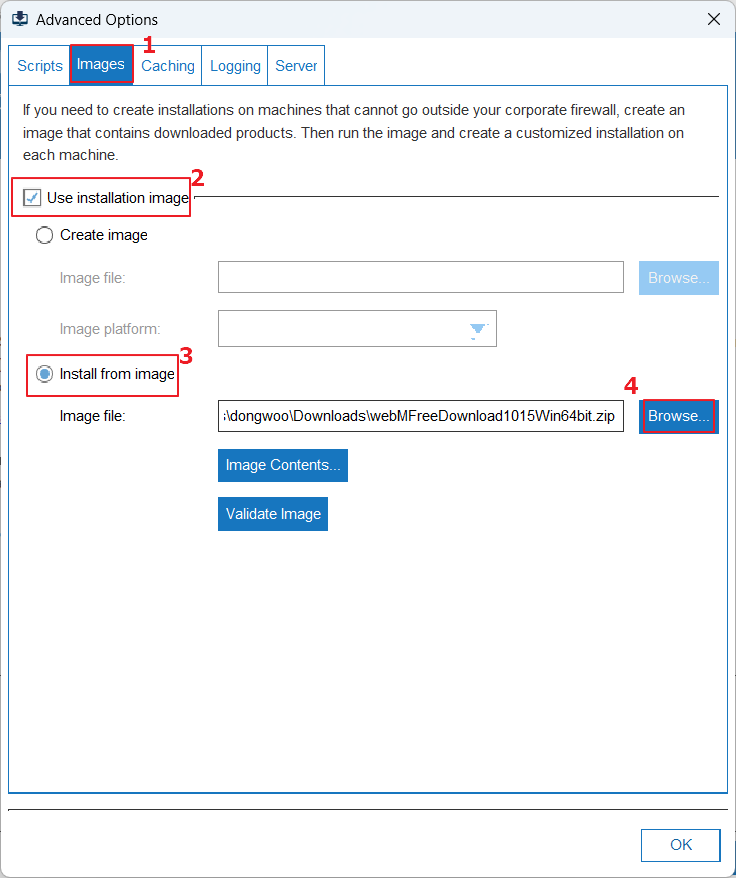 Advanced Options
1
Scripts Images Caching Logging Server
If you need to create installations on machines that cannot go outside your corporate firewall, create an
image that contains downloaded products. Then run the image and create a customized installation on
each machine.
2
Use installation image
Create image
Image file: Browse...
Image platform:
3
Install from image
4
Image file: \dongwoo\Downloads\webMFreeDownload1015Win64bit.zip Browse...
Image Contents...
Validate Image
OK